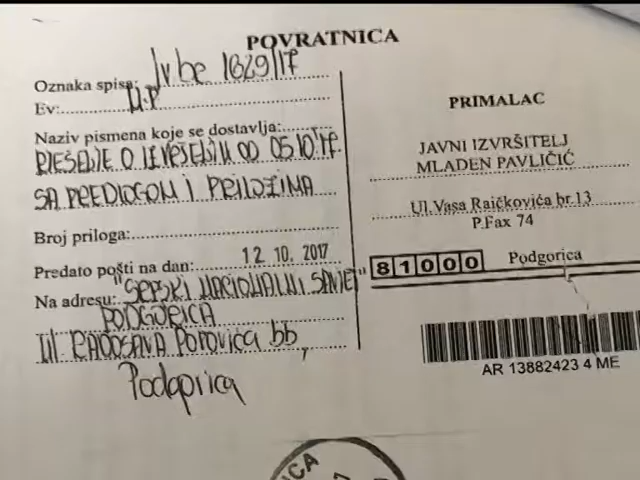 POVRATNICA
Oznaka spisa: Ivbe 1829/17
Ev:
Naziv pismena koje se dostavlja:
RJEŠENJE O IZVRŠENJU OD 05 10 17
SA PREDLOGOM I PRILOZIMA
Broj priloga:
Predato pošti na dan: 12 10. 2017
Na adresu: "SRPSKI NACIONALNI SAVJET"
PODGORICA
Ul. RADOSAVA POPOVIĆA bb,
Podgorica
PRIMALAC
JAVNI IZVRŠITELJ
MLADEN PAVLIČIĆ
Ul.Vasa Raičkovića br.13
P.Fax 74
81000 Podgorica
AR 13882423 4 ME
ICA